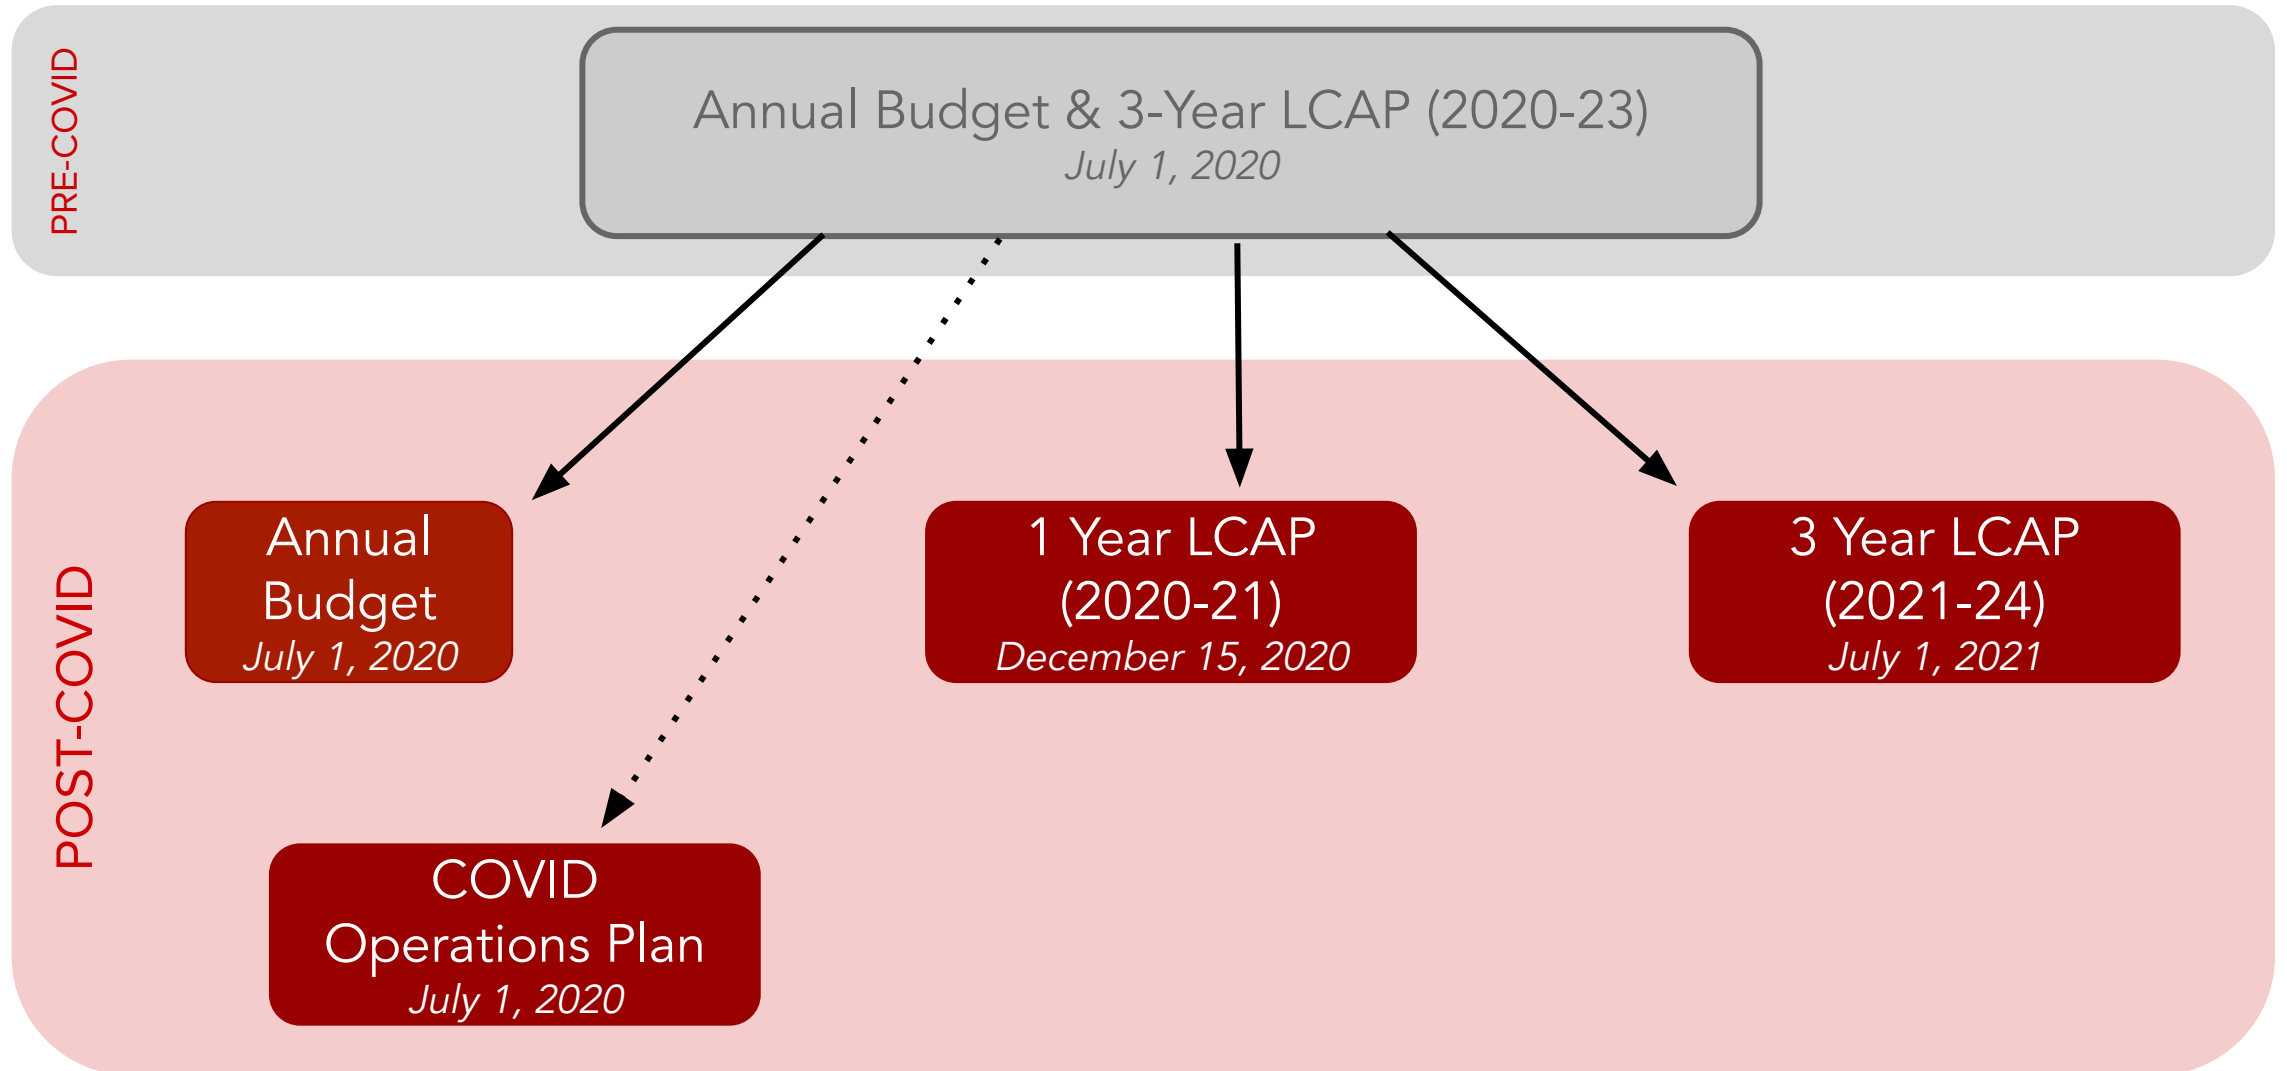 PRE-COVID
Annual Budget & 3-Year LCAP (2020-23)
July 1, 2020
POST-COVID
Annual
Budget
July 1, 2020
1 Year LCAP
(2020-21)
December 15, 2020
3 Year LCAP
(2021-24)
July 1, 2021
COVID
Operations Plan
July 1, 2020